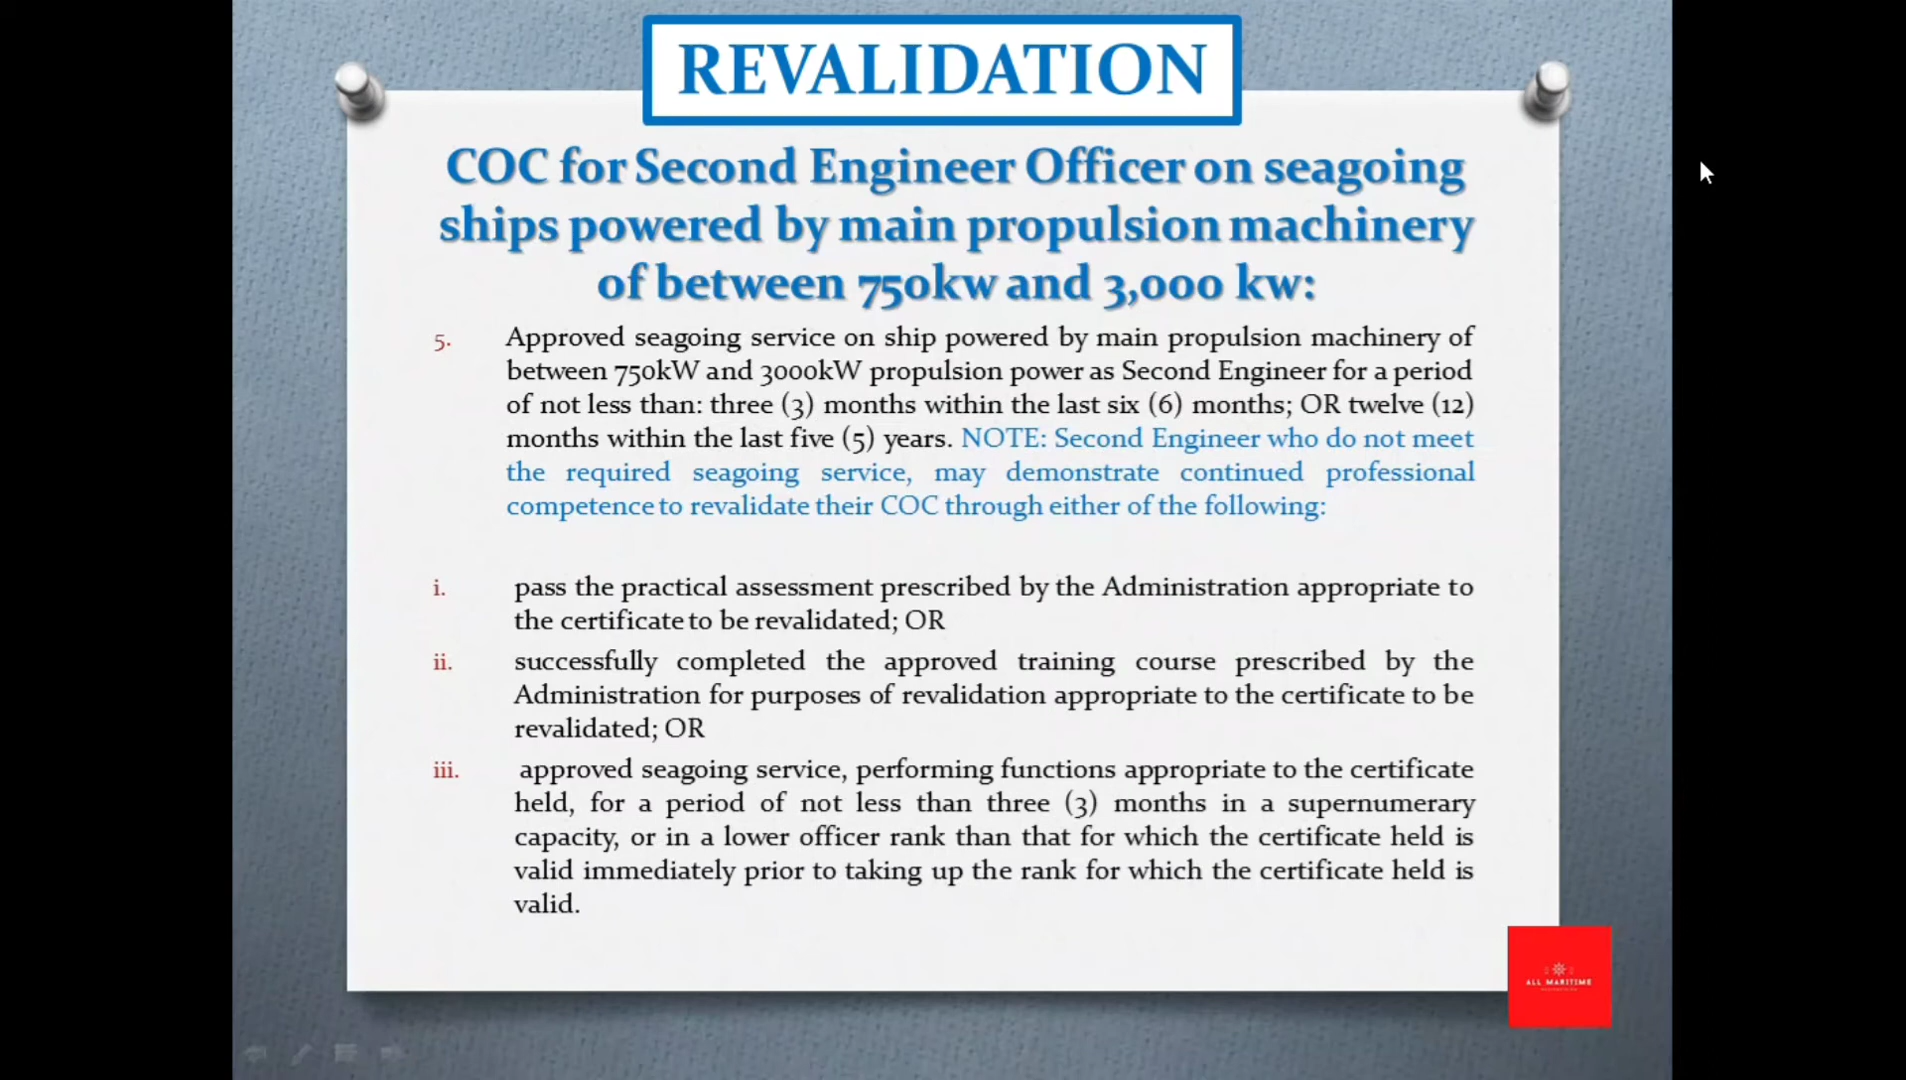 REVALIDATION
COC for Second Engineer Officer on seagoing
ships powered by main propulsion machinery
of between 750kw and 3,000 kw:
5. Approved seagoing service on ship powered by main propulsion machinery of
between 750kW and 3000kW propulsion power as Second Engineer for a period
of not less than: three (3) months within the last six (6) months; OR twelve (12)
months within the last five (5) years. NOTE: Second Engineer who do not meet
the required seagoing service, may demonstrate continued professional
competence to revalidate their COC through either of the following:
i. pass the practical assessment prescribed by the Administration appropriate to
the certificate to be revalidated; OR
ii. successfully completed the approved training course prescribed by the
Administration for purposes of revalidation appropriate to the certificate to be
revalidated; OR
iii. approved seagoing service, performing functions appropriate to the certificate
held, for a period of not less than three (3) months in a supernumerary
capacity, or in a lower officer rank than that for which the certificate held is
valid immediately prior to taking up the rank for which the certificate held is
valid.
ALL MARITIME